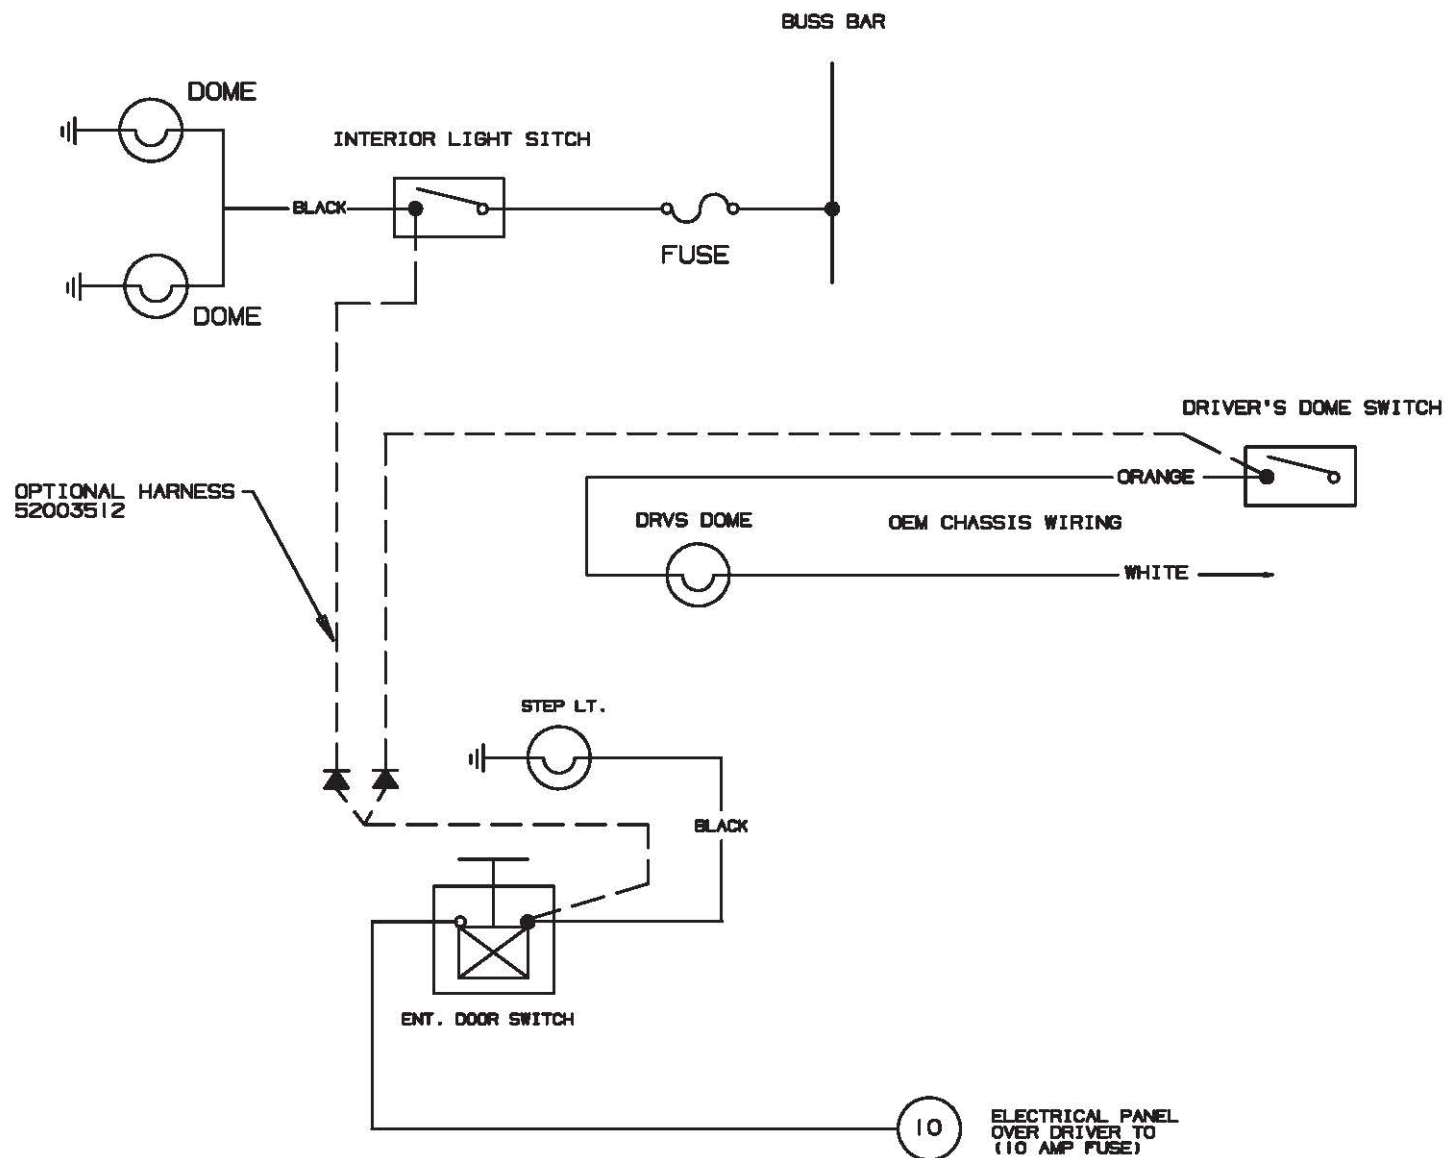 BUSS BAR
DOME
INTERIOR LIGHT SITCH
BLACK
FUSE
DOME
DRIVER'S DOME SWITCH
ORANGE
OPTIONAL HARNESS
52003512
DRVS DOME
OEM CHASSIS WIRING
WHITE
STEP LT.
BLACK
ENT. DOOR SWITCH
10
ELECTRICAL PANEL
OVER DRIVER TO
(10 AMP FUSE)